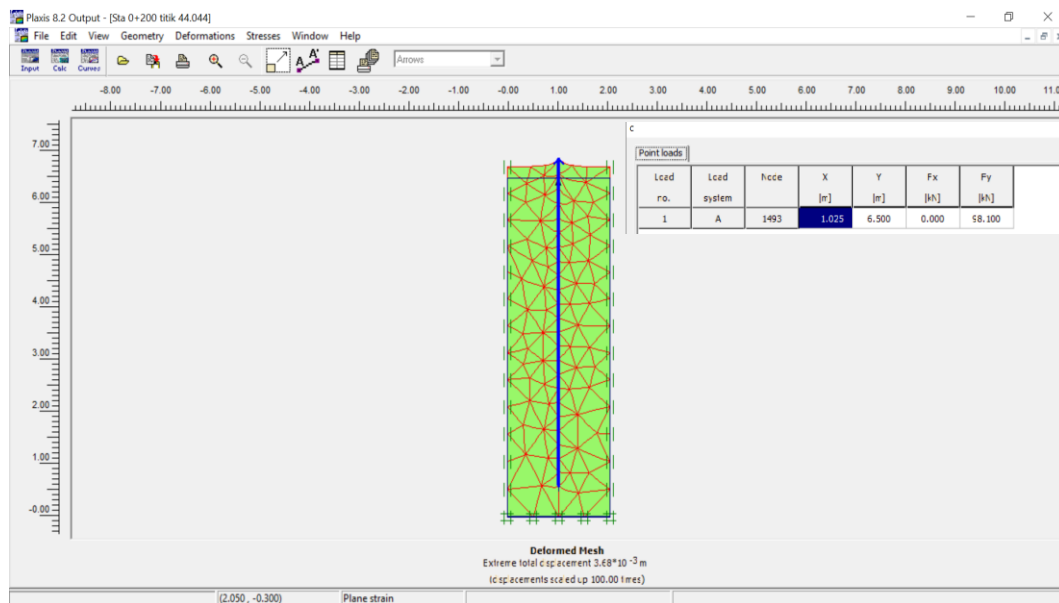 Plaxis 8.2 Output - [Sta 0+200 titik 44.044]
File Edit View Geometry Deformations Stresses Window Help
Input Calc Curves Arrows
-8.00 -7.00 -6.00 -5.00 -4.00 -3.00 -2.00 -1.00 -0.00 1.00 2.00 3.00 4.00 5.00 6.00 7.00 8.00 9.00 10.00 11.0
7.00
6.00
5.00
4.00
3.00
2.00
1.00
-0.00
c
Point loads
Load Load Node X Y Fx Fy
no. system [m] [m] [kN] [kN]
1 A 1493 1.025 6.500 0.000 98.100
Deformed Mesh
Extreme total displacement 3.68*10 -3 m
(displacements scaled up 100.00 times)
(2.050 , -0.300) Plane strain